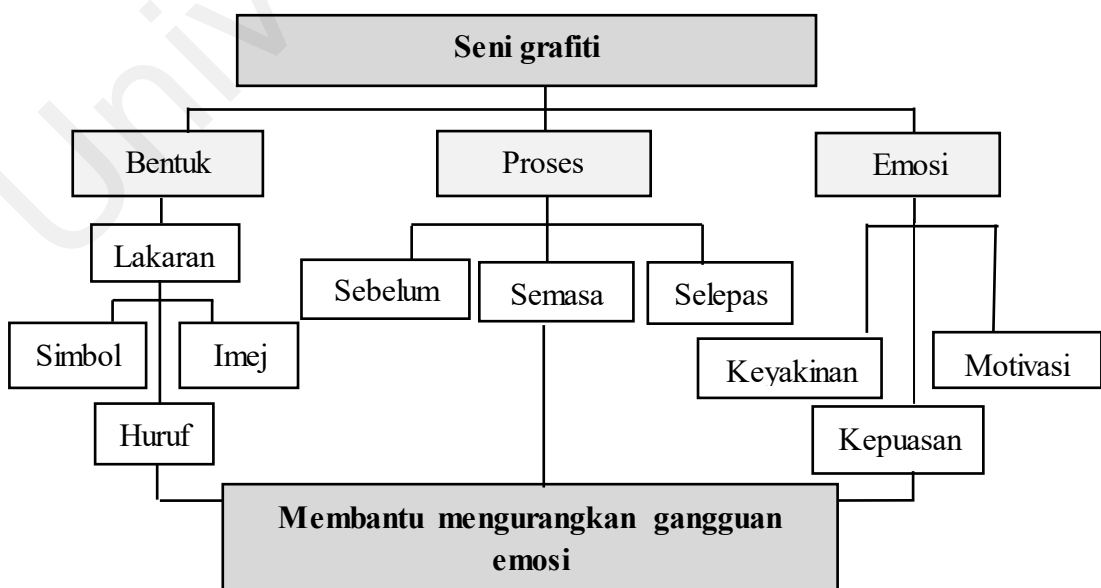 Seni grafiti
Bentuk
Proses
Emosi
Lakaran
Sebelum
Semasa
Selepas
Simbol
Imej
Keyakinan
Motivasi
Huruf
Kepuasan
Membantu mengurangkan gangguan
emosi